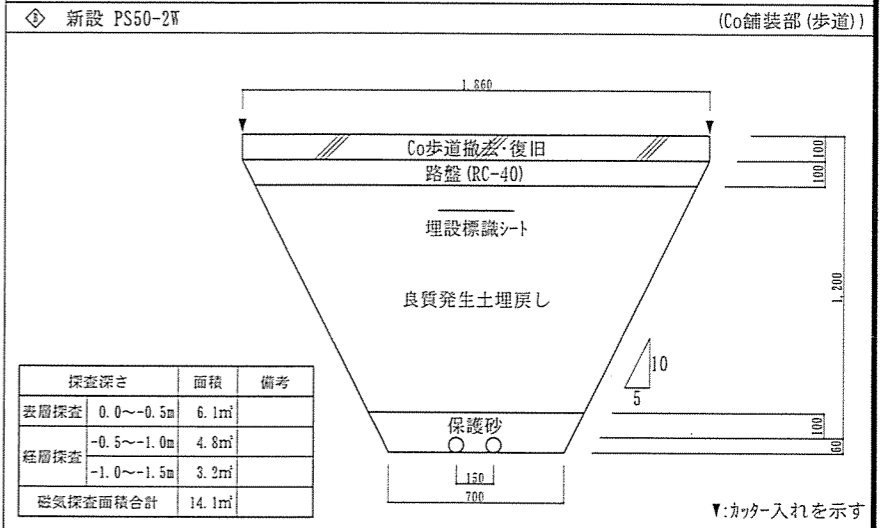 Ⓑ 新設 PS50-2W
(Co舗装部(歩道))
1,860
Co歩道撤去・復旧
路盤(RC-40)
100
100
埋設標識シート
良質発生土埋戻し
1,200
10
5
保護砂
100
60
150
700
探査深さ 面積 備考
表層探査 0.0～-0.5m 6.1㎡
経層探査 -0.5～-1.0m 4.8㎡
-1.0～-1.5m 3.2㎡
磁気探査面積合計 14.1㎡
▼:カッター入れを示す